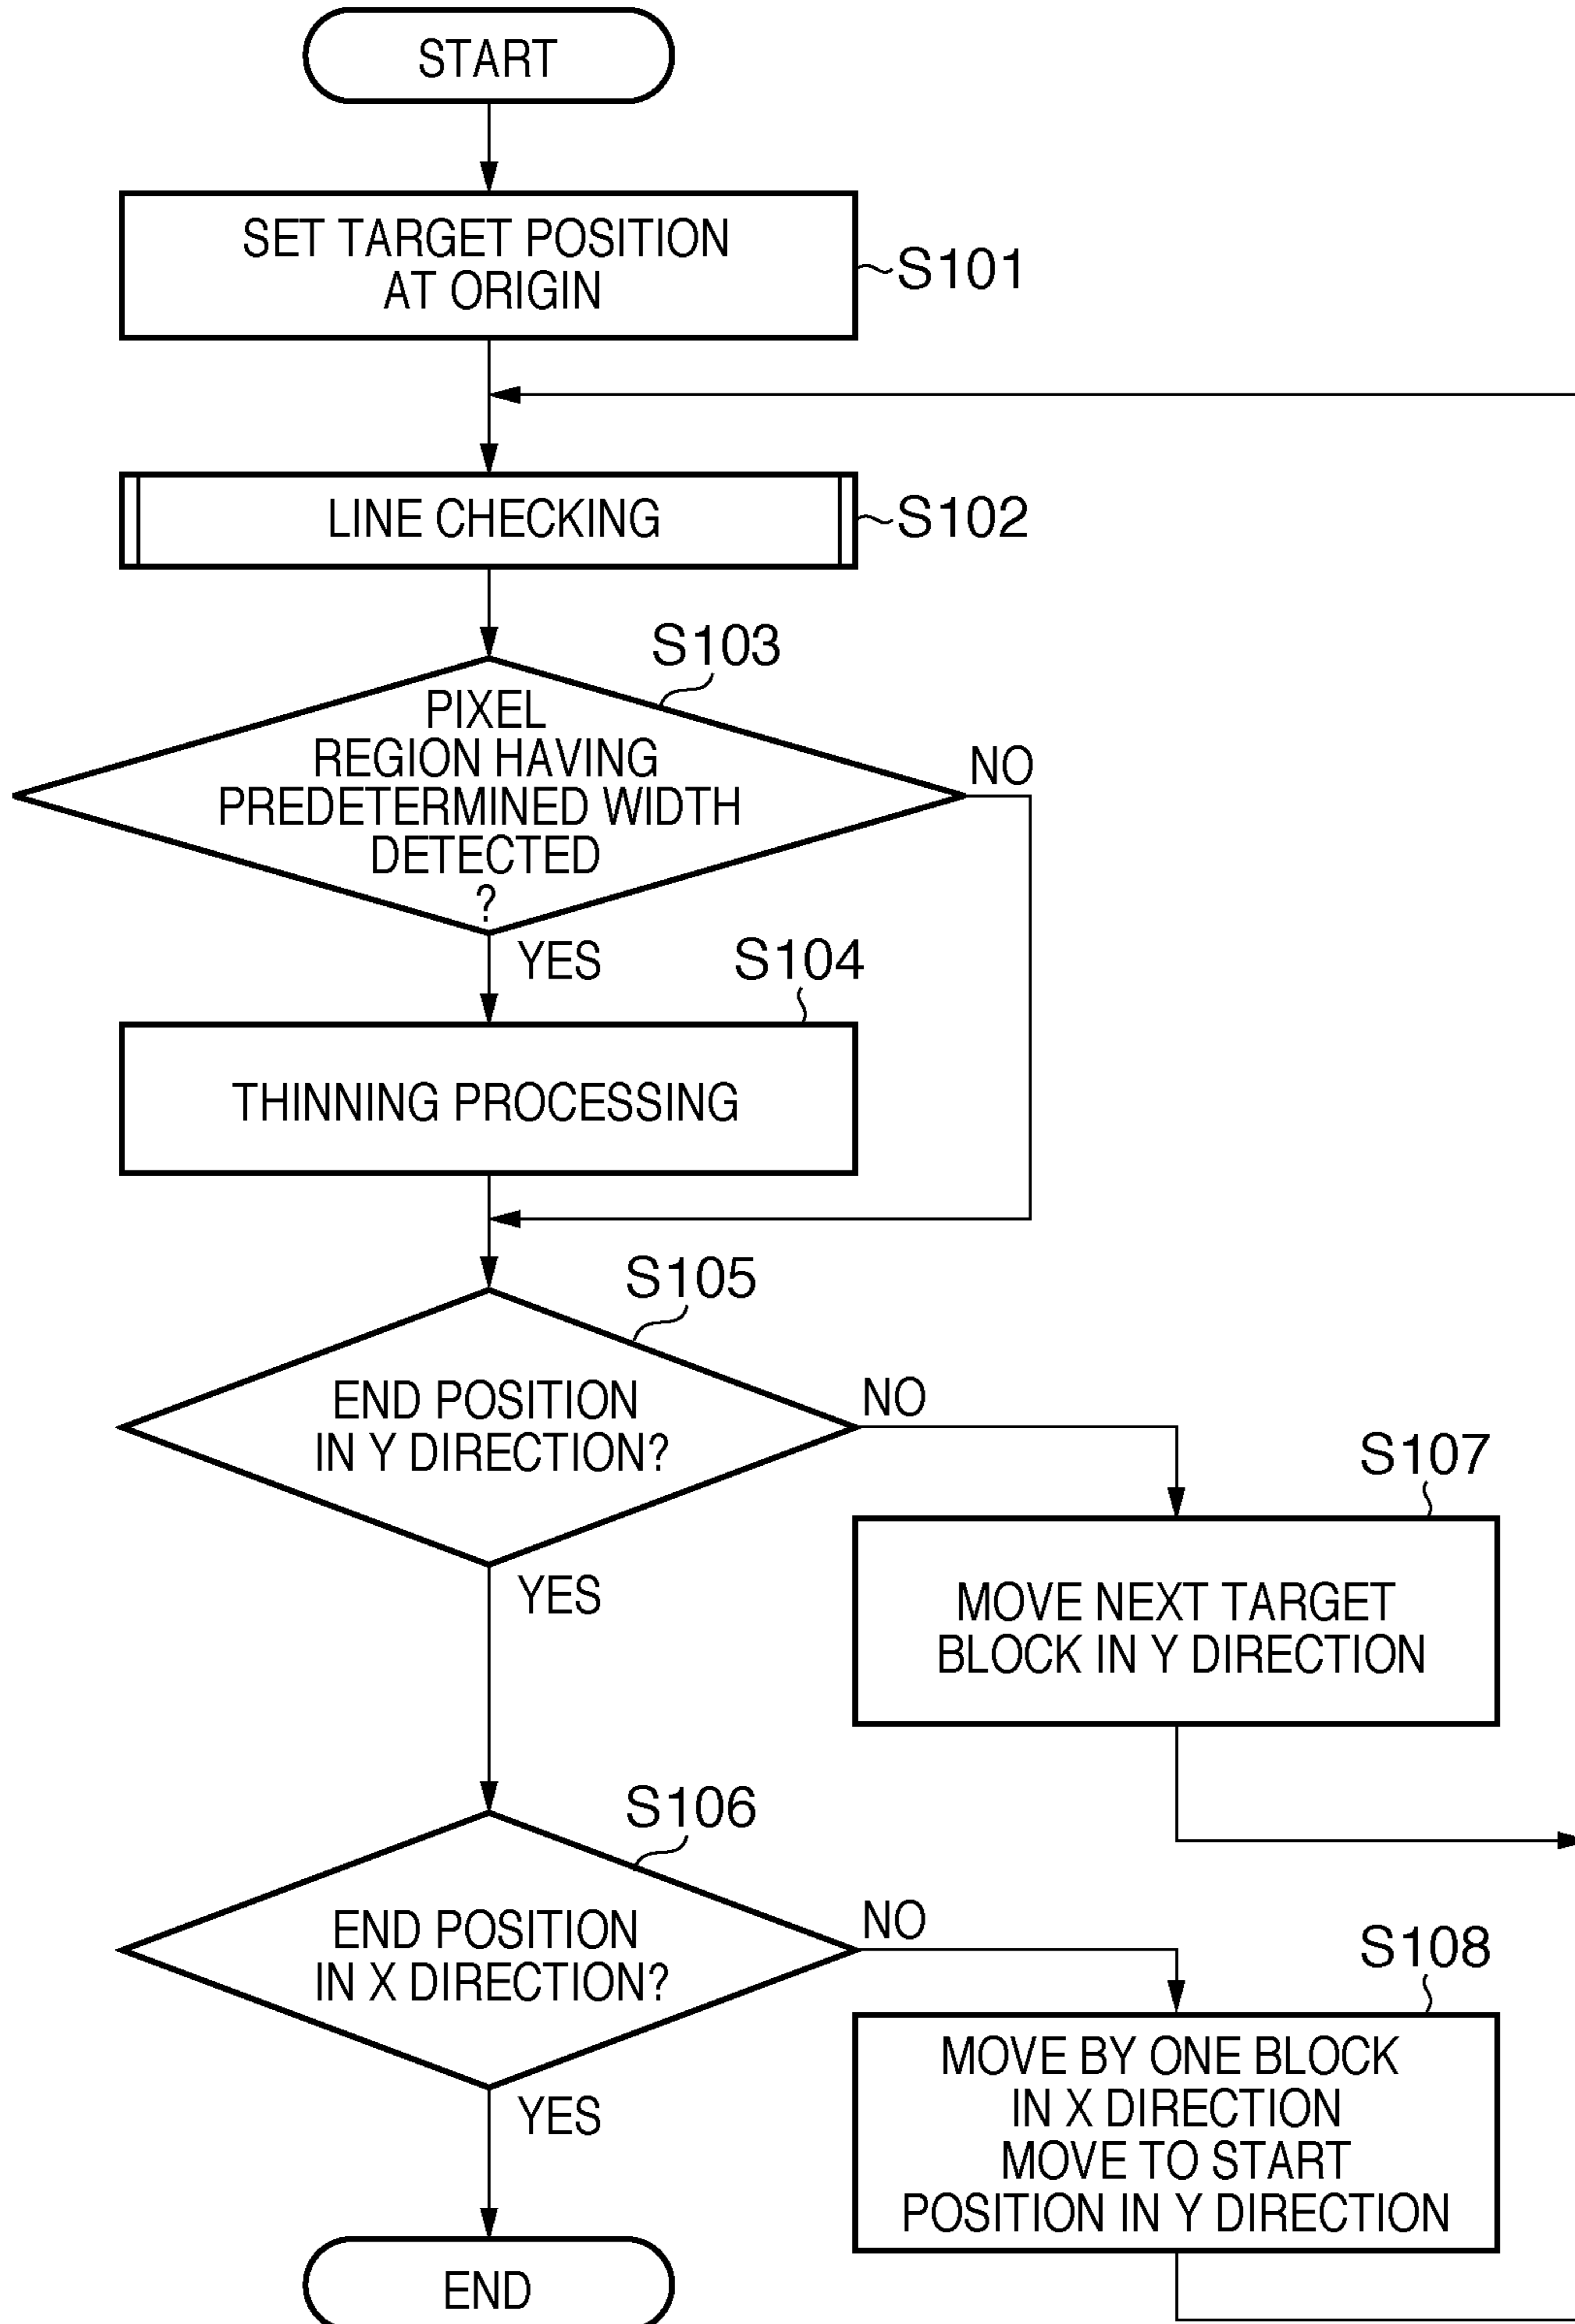 START
SET TARGET POSITION
AT ORIGIN
S101
LINE CHECKING
S102
S103
PIXEL
REGION HAVING
PREDETERMINED WIDTH
DETECTED
?
NO
YES
S104
THINNING PROCESSING
S105
END POSITION
IN Y DIRECTION?
NO
YES
S107
MOVE NEXT TARGET
BLOCK IN Y DIRECTION
S106
END POSITION
IN X DIRECTION?
NO
YES
S108
MOVE BY ONE BLOCK
IN X DIRECTION
MOVE TO START
POSITION IN Y DIRECTION
END